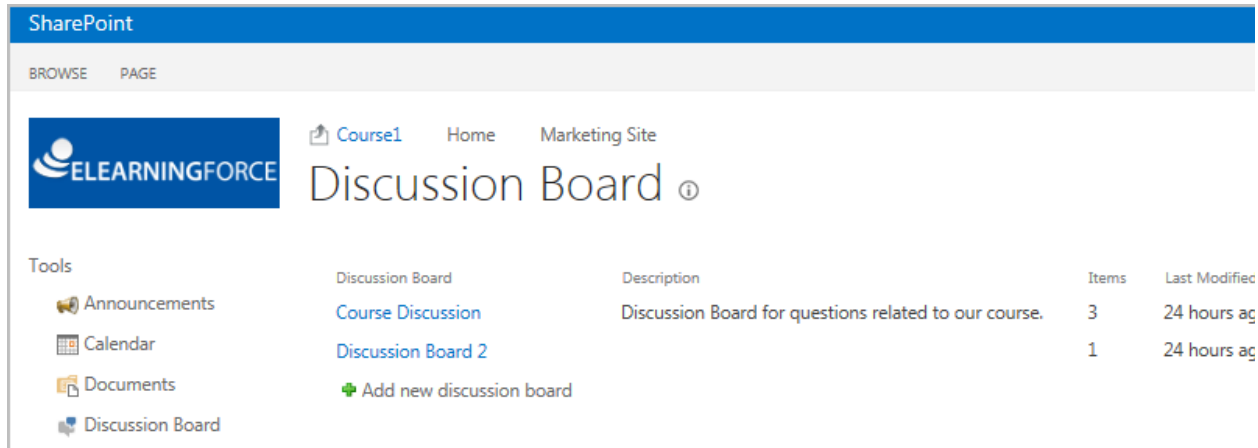 SharePoint
BROWSE PAGE
ELEARNINGFORCE
Course1 Home Marketing Site
Discussion Board
Tools
Announcements
Calendar
Documents
Discussion Board
Discussion Board Description Items Last Modified
Course Discussion Discussion Board for questions related to our course. 3 24 hours ag
Discussion Board 2 1 24 hours ag
Add new discussion board